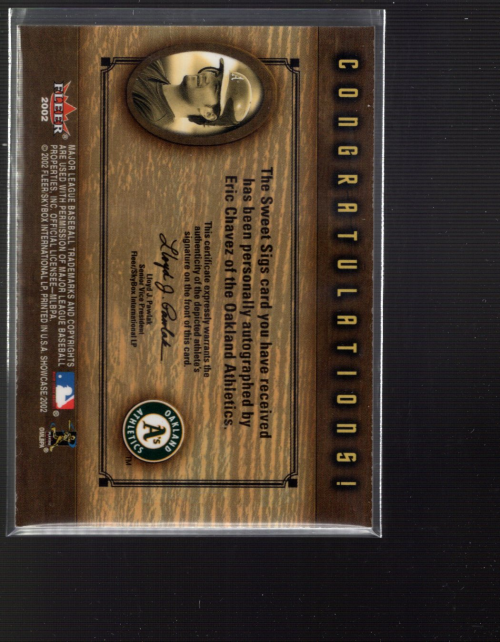 CONGRATULATIONS!
The Sweet Sigs card you have received
has been personally autographed by
Eric Chavez of the Oakland Athletics.
This certificate expressly warrants the
authenticity of the depicted athlete's
signature on the front of this card.
Lloyd J. Pawlak
Lloyd J. Pawlak
Senior Vice President
Fleer/SkyBox International LP
OAKLAND
A's
ATHLETICS
TM
FLEER
2002
MAJOR LEAGUE BASEBALL TRADEMARKS AND COPYRIGHTS
ARE USED WITH PERMISSION OF MAJOR LEAGUE BASEBALL
PROPERTIES, INC. OFFICIAL LICENSEE—MLBPA
© 2002 FLEER/SKYBOX INTERNATIONAL LP. PRINTED IN U.S.A. SHOWCASE 2002